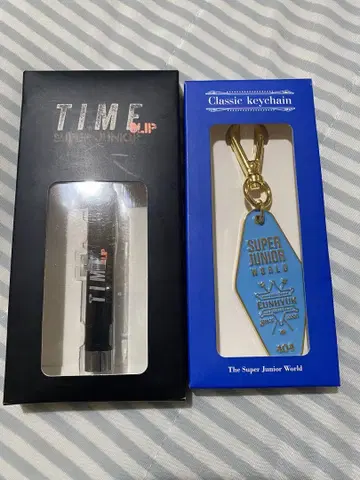 TIME
SLIP
SUPER JUNIOR
TIME
SLIP
Classic keychain
SUPER
JUNIOR
WORLD
EUNHYUK
404
The Super Junior World